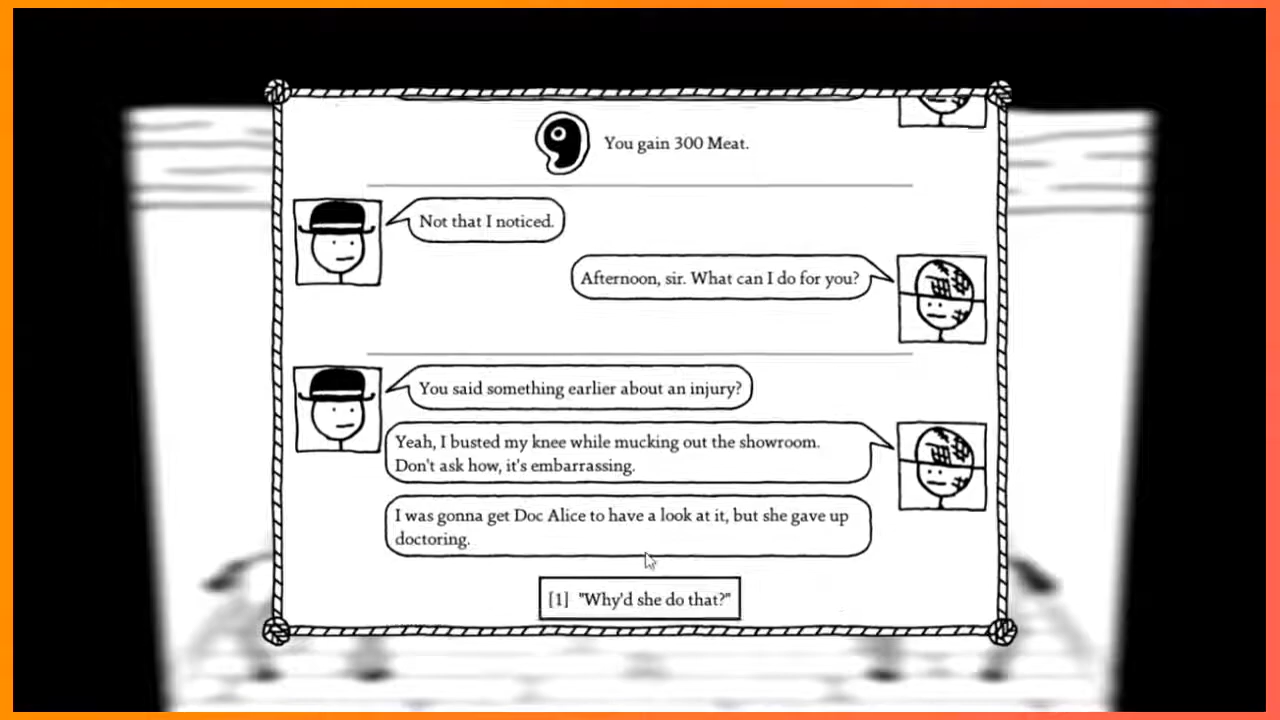 You gain 300 Meat.
Not that I noticed.
Afternoon, sir. What can I do for you?
You said something earlier about an injury?
Yeah, I busted my knee while mucking out the showroom.
Don't ask how, it's embarrassing.
I was gonna get Doc Alice to have a look at it, but she gave up
doctoring.
[1] "Why'd she do that?"